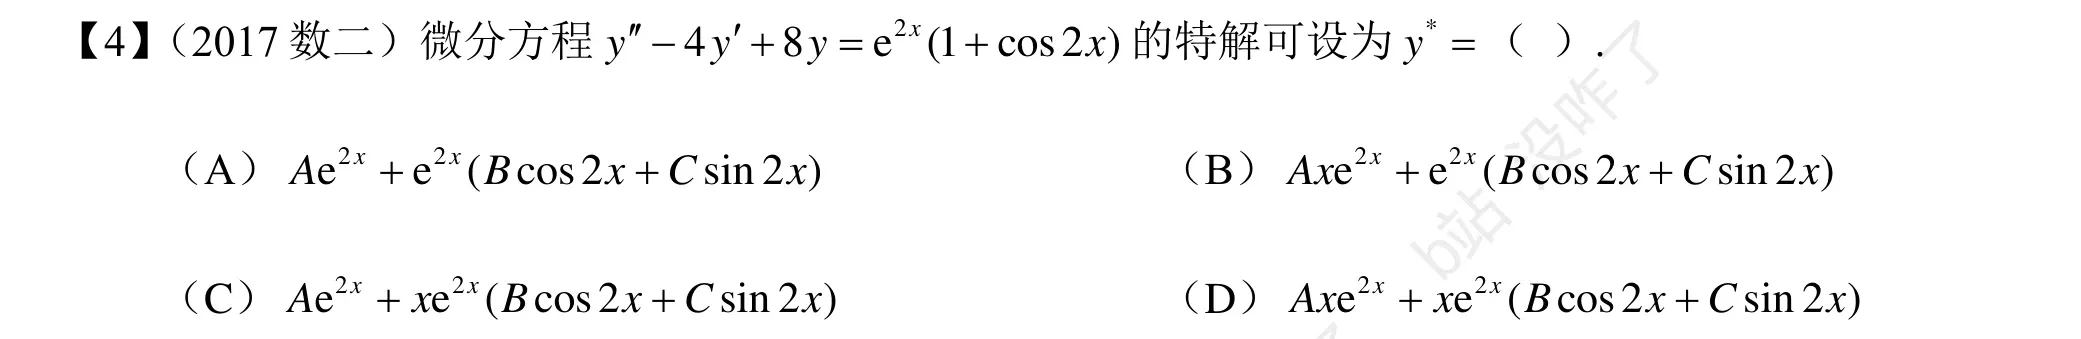 【4】（2017 数二）微分方程 y″ − 4y′ + 8y = e^{2x}(1 + cos 2x) 的特解可设为 y^* = （  ）.
（A） Ae^{2x} + e^{2x}(B cos 2x + C sin 2x)
（B） Axe^{2x} + e^{2x}(B cos 2x + C sin 2x)
（C） Ae^{2x} + xe^{2x}(B cos 2x + C sin 2x)
（D） Axe^{2x} + xe^{2x}(B cos 2x + C sin 2x)
b站 没咋了